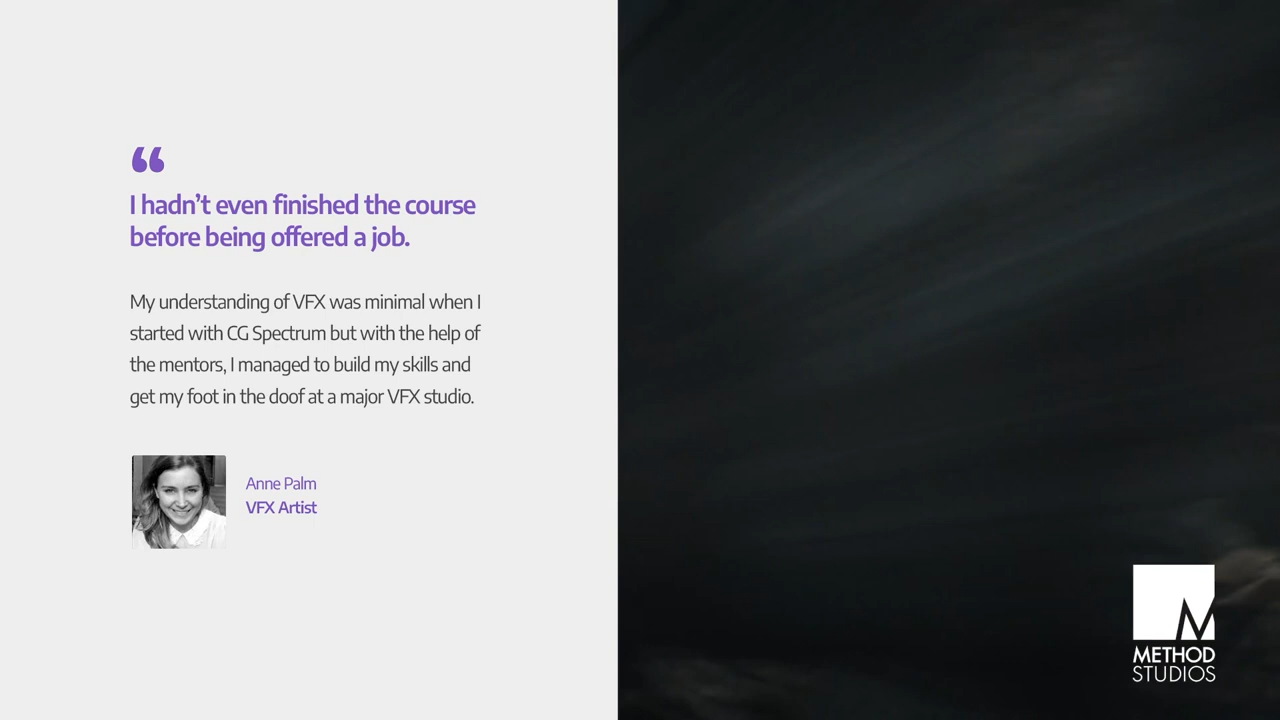 “
I hadn’t even finished the course
before being offered a job.
My understanding of VFX was minimal when I
started with CG Spectrum but with the help of
the mentors, I managed to build my skills and
get my foot in the doof at a major VFX studio.
Anne Palm
VFX Artist
M
METHOD
STUDIOS